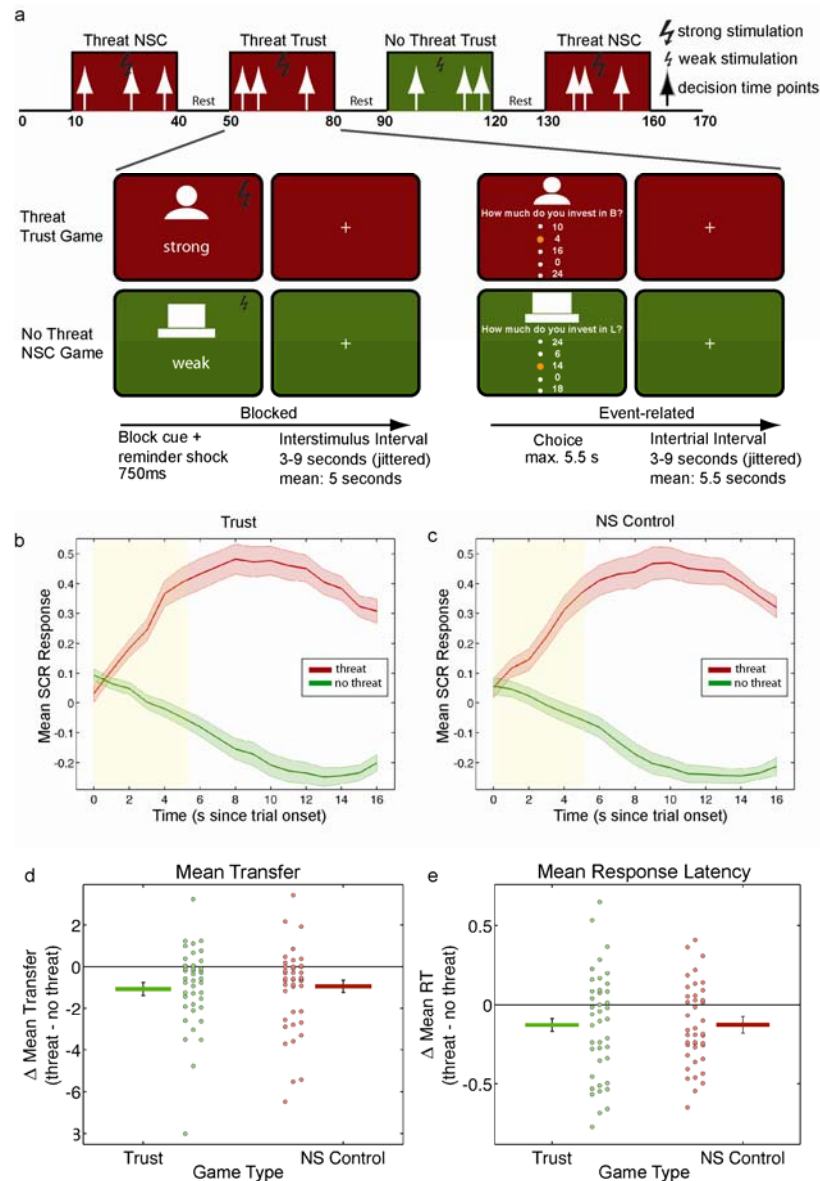 a
Threat NSC
Threat Trust
No Threat Trust
Threat NSC
strong stimulation
weak stimulation
decision time points
Rest
Rest
Rest
0
10
40
50
80
90
120
130
160
170
Threat
Trust Game
strong
+
How much do you invest in B?
10
4
16
0
24
+
No Threat
NSC Game
weak
+
How much do you invest in L?
24
6
14
0
18
+
Blocked
Event-related
Block cue +
reminder shock
750ms
Interstimulus Interval
3-9 seconds (jittered)
mean: 5 seconds
Choice
max. 5.5 s
Intertrial Interval
3-9 seconds (jittered)
mean: 5.5 seconds
b
Trust
Mean SCR Response
0.5
0.4
0.3
0.2
0.1
0
-0.1
-0.2
threat
no threat
0 2 4 6 8 10 12 14 16
Time (s since trial onset)
c
NS Control
Mean SCR Response
0.5
0.4
0.3
0.2
0.1
0
-0.1
-0.2
threat
no threat
0 2 4 6 8 10 12 14 16
Time (s since trial onset)
d
Mean Transfer
Δ Mean Transfer
(threat - no threat)
2
0
-2
-4
-6
3
Trust
NS Control
Game Type
e
Mean Response Latency
Δ Mean RT
(threat - no threat)
0.5
0
-0.5
Trust
NS Control
Game Type